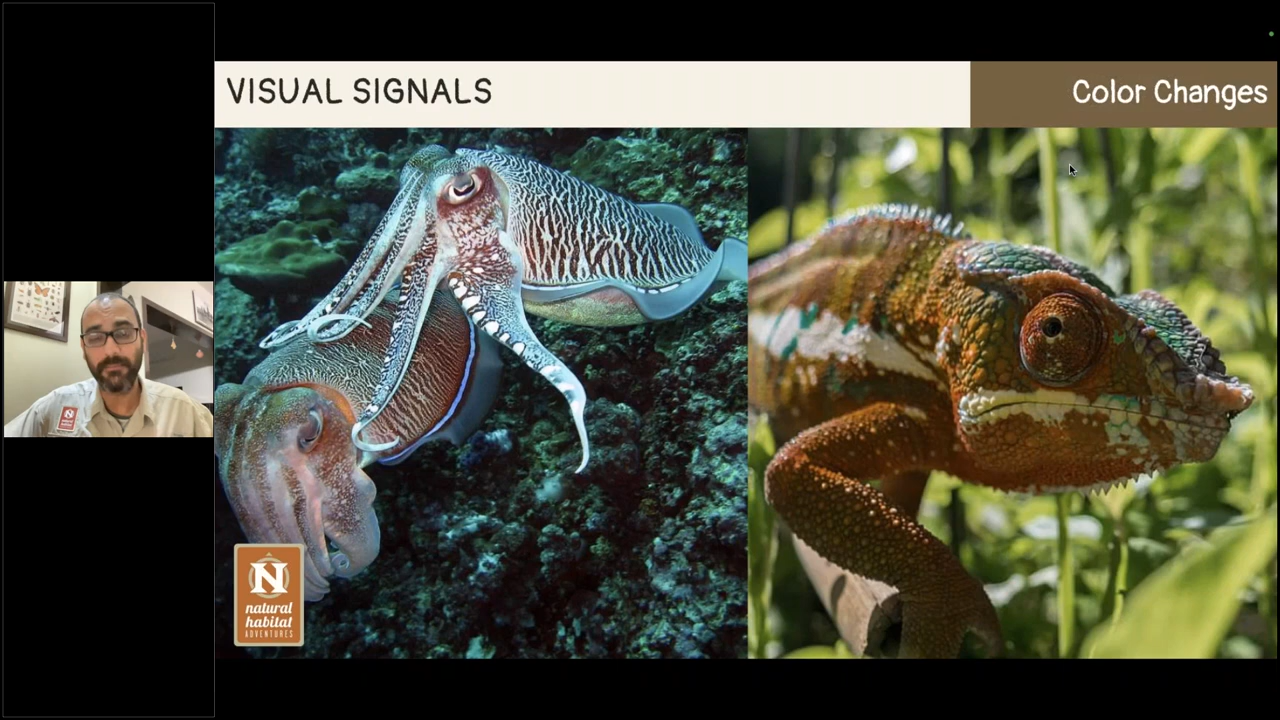 VISUAL SIGNALS
Color Changes
N
natural
habitat
ADVENTURES